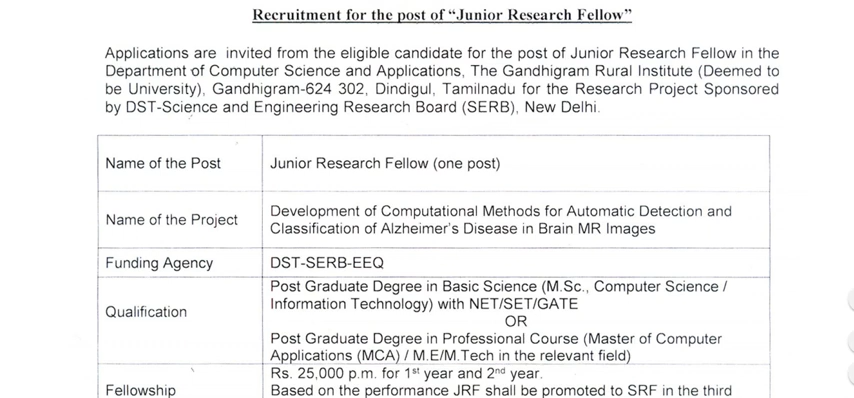 Recruitment for the post of “Junior Research Fellow”
Applications are invited from the eligible candidate for the post of Junior Research Fellow in the
Department of Computer Science and Applications, The Gandhigram Rural Institute (Deemed to
be University), Gandhigram-624 302, Dindigul, Tamilnadu for the Research Project Sponsored
by DST-Science and Engineering Research Board (SERB), New Delhi.
Name of the Post
Junior Research Fellow (one post)
Name of the Project
Development of Computational Methods for Automatic Detection and
Classification of Alzheimer's Disease in Brain MR Images
Funding Agency
DST-SERB-EEQ
Qualification
Post Graduate Degree in Basic Science (M.Sc., Computer Science /
Information Technology) with NET/SET/GATE
OR
Post Graduate Degree in Professional Course (Master of Computer
Applications (MCA) / M.E/M.Tech in the relevant field)
Fellowship
Rs. 25,000 p.m. for 1st year and 2nd year.
Based on the performance JRF shall be promoted to SRF in the third